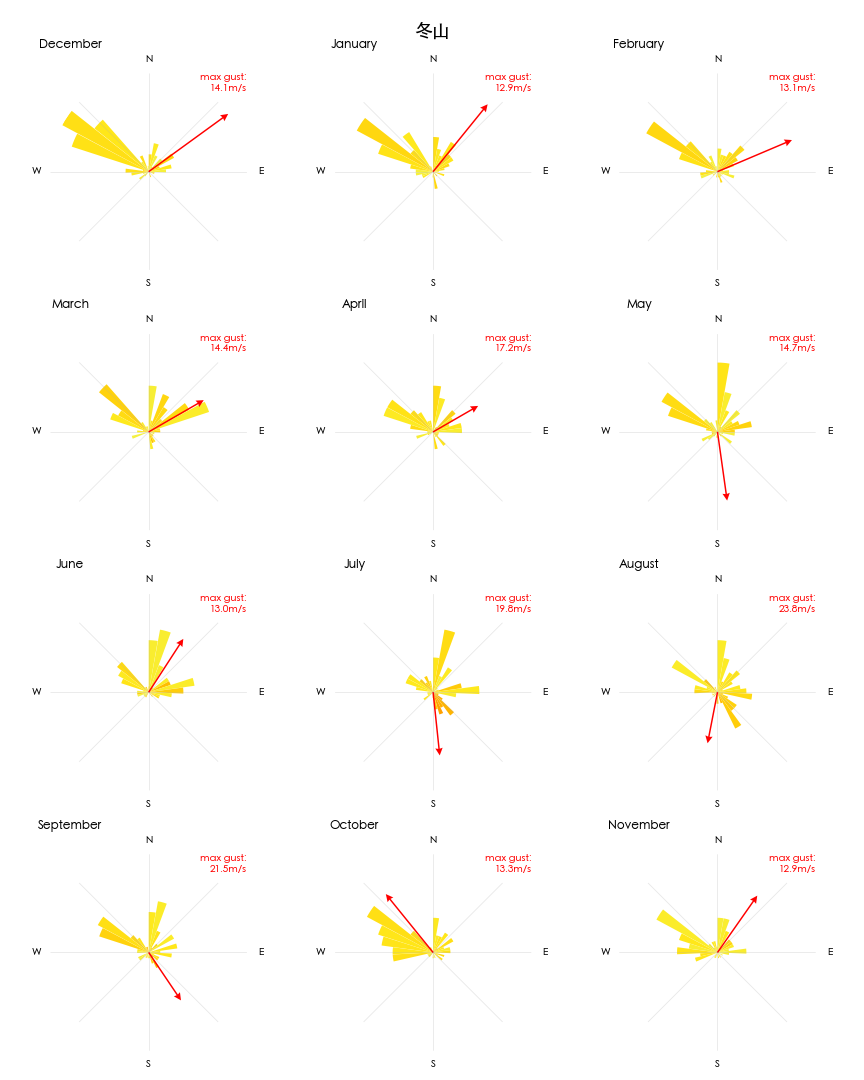 冬山
December
N
max gust:
14.1m/s
W
E
S
January
N
max gust:
12.9m/s
W
E
S
February
N
max gust:
13.1m/s
W
E
S
March
N
max gust:
14.4m/s
W
E
S
April
N
max gust:
17.2m/s
W
E
S
May
N
max gust:
14.7m/s
W
E
S
June
N
max gust:
13.0m/s
W
E
S
July
N
max gust:
19.8m/s
W
E
S
August
N
max gust:
23.8m/s
W
E
S
September
N
max gust:
21.5m/s
W
E
S
October
N
max gust:
13.3m/s
W
E
S
November
N
max gust:
12.9m/s
W
E
S